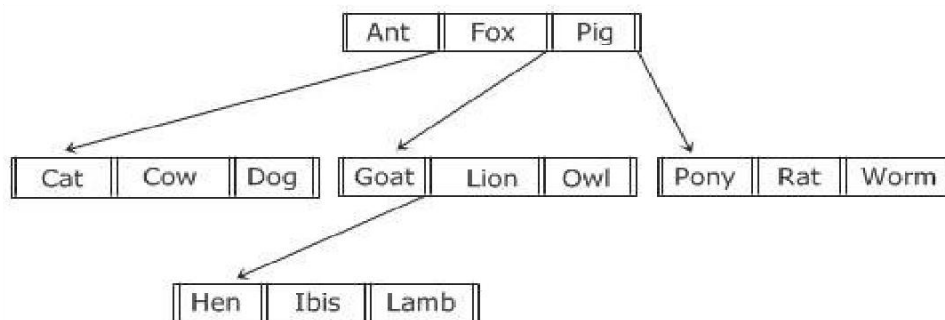 Ant Fox Pig
Cat Cow Dog Goat Lion Owl Pony Rat Worm
Hen Ibis Lamb